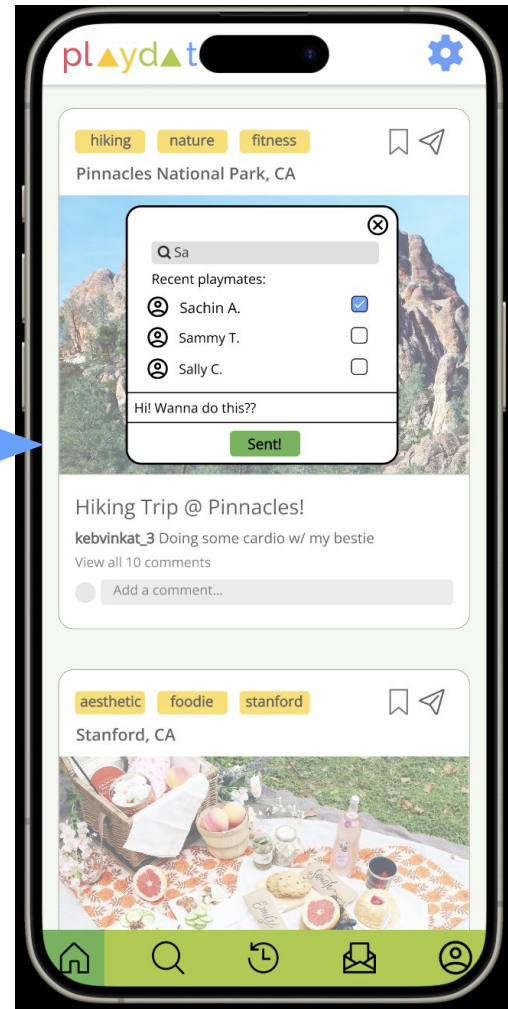 playdat
hiking nature fitness
Pinnacles National Park, CA
Sa
Recent playmates:
Sachin A.
Sammy T.
Sally C.
Hi! Wanna do this??
Sent!
Hiking Trip @ Pinnacles!
kebvinkat_3 Doing some cardio w/ my bestie
View all 10 comments
Add a comment...
aesthetic foodie stanford
Stanford, CA
Emily